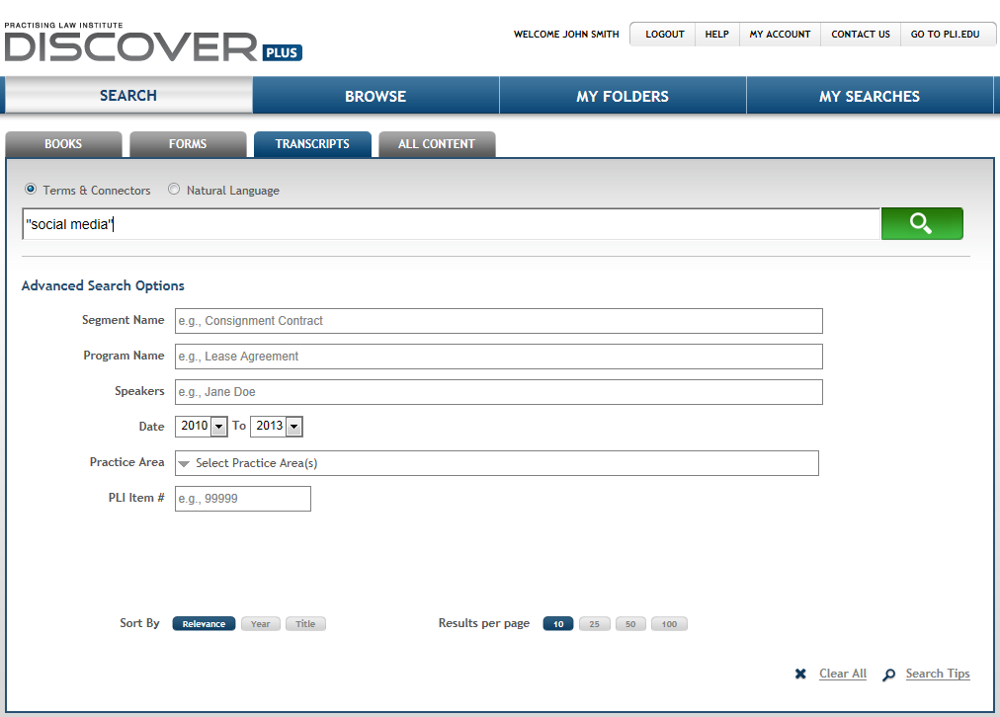 PRACTISING LAW INSTITUTE
DISCOVER PLUS
WELCOME JOHN SMITH LOGOUT HELP MY ACCOUNT CONTACT US GO TO PLI.EDU
SEARCH BROWSE MY FOLDERS MY SEARCHES
BOOKS FORMS TRANSCRIPTS ALL CONTENT
Terms & Connectors Natural Language
"social media"
Advanced Search Options
Segment Name e.g., Consignment Contract
Program Name e.g., Lease Agreement
Speakers e.g., Jane Doe
Date 2010 To 2013
Practice Area Select Practice Area(s)
PLI Item # e.g., 99999
Sort By Relevance Year Title Results per page 10 25 50 100
Clear All Search Tips